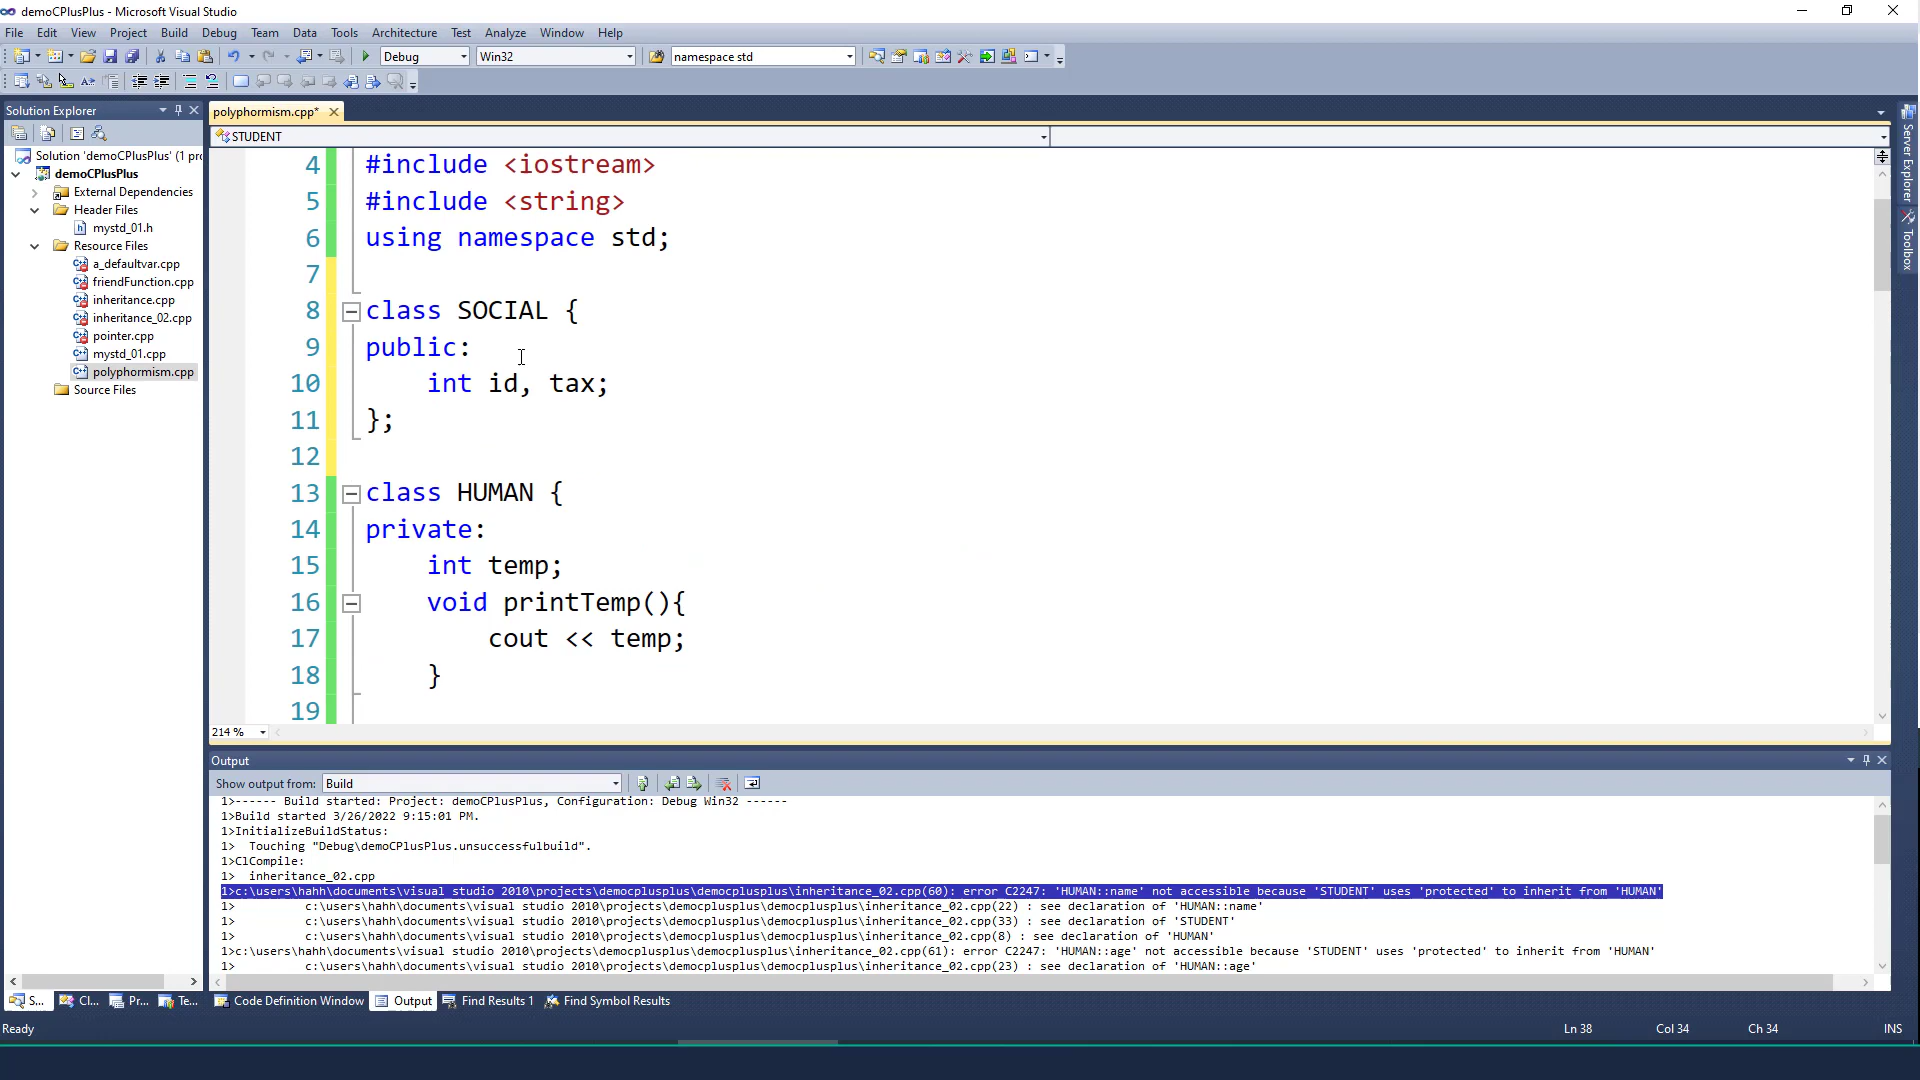 demoCPlusPlus - Microsoft Visual Studio
File Edit View Project Build Debug Team Data Tools Architecture Test Analyze Window Help
Debug Win32 namespace std
Solution Explorer
polyphormism.cpp*
STUDENT
Solution 'demoCPlusPlus' (1 pro
demoCPlusPlus
External Dependencies
Header Files
mystd_01.h
Resource Files
a_defaultvar.cpp
friendFunction.cpp
inheritance.cpp
inheritance_02.cpp
pointer.cpp
mystd_01.cpp
polyphormism.cpp
Source Files
4 #include <iostream>
5 #include <string>
6 using namespace std;
7
8 class SOCIAL {
9 public:
10 int id, tax;
11 };
12
13 class HUMAN {
14 private:
15 int temp;
16 void printTemp(){
17 cout << temp;
18 }
19
214 %
Server Explorer
Toolbox
Output
Show output from: Build
1>------ Build started: Project: demoCPlusPlus, Configuration: Debug Win32 ------
1>Build started 3/26/2022 9:15:01 PM.
1>InitializeBuildStatus:
1> Touching "Debug\demoCPlusPlus.unsuccessfulbuild".
1>ClCompile:
1> inheritance_02.cpp
1>c:\users\hahh\documents\visual studio 2010\projects\democplusplus\democplusplus\inheritance_02.cpp(60): error C2247: 'HUMAN::name' not accessible because 'STUDENT' uses 'protected' to inherit from 'HUMAN'
1> c:\users\hahh\documents\visual studio 2010\projects\democplusplus\democplusplus\inheritance_02.cpp(22) : see declaration of 'HUMAN::name'
1> c:\users\hahh\documents\visual studio 2010\projects\democplusplus\democplusplus\inheritance_02.cpp(33) : see declaration of 'STUDENT'
1> c:\users\hahh\documents\visual studio 2010\projects\democplusplus\democplusplus\inheritance_02.cpp(8) : see declaration of 'HUMAN'
1>c:\users\hahh\documents\visual studio 2010\projects\democplusplus\democplusplus\inheritance_02.cpp(61): error C2247: 'HUMAN::age' not accessible because 'STUDENT' uses 'protected' to inherit from 'HUMAN'
1> c:\users\hahh\documents\visual studio 2010\projects\democplusplus\democplusplus\inheritance_02.cpp(23) : see declaration of 'HUMAN::age'
S... Cl... Pr... Te... Code Definition Window Output Find Results 1 Find Symbol Results
Ready Ln 38 Col 34 Ch 34 INS